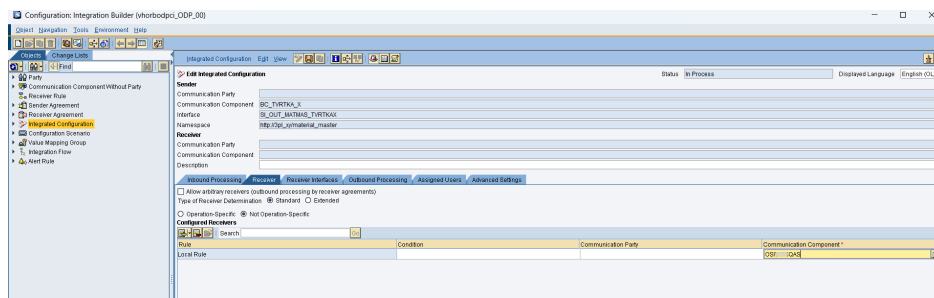 Configuration: Integration Builder (vhorbodpci_ODP_00)
Object Navigation Tools Environment Help
Objects Change Lists
Find
Party
Communication Component Without Party
Receiver Rule
Sender Agreement
Receiver Agreement
Integrated Configuration
Configuration Scenario
Value Mapping Group
Integration Flow
Alert Rule
Integrated Configuration Edit View
Edit Integrated Configuration Status In Process Displayed Language English (OL
Sender
Communication Party
Communication Component BC_TVRTKA_X
Interface SI_OUT_MATMAS_TVRTKAX
Namespace http://3pl_xy/material_master
Receiver
Communication Party
Communication Component
Description
Inbound Processing Receiver Receiver Interfaces Outbound Processing Assigned Users Advanced Settings
Allow arbitrary receivers (outbound processing by receiver agreements)
Type of Receiver Determination Standard Extended
Operation-Specific Not Operation-Specific
Configured Receivers
Search Go
Rule Condition Communication Party Communication Component *
Local Rule